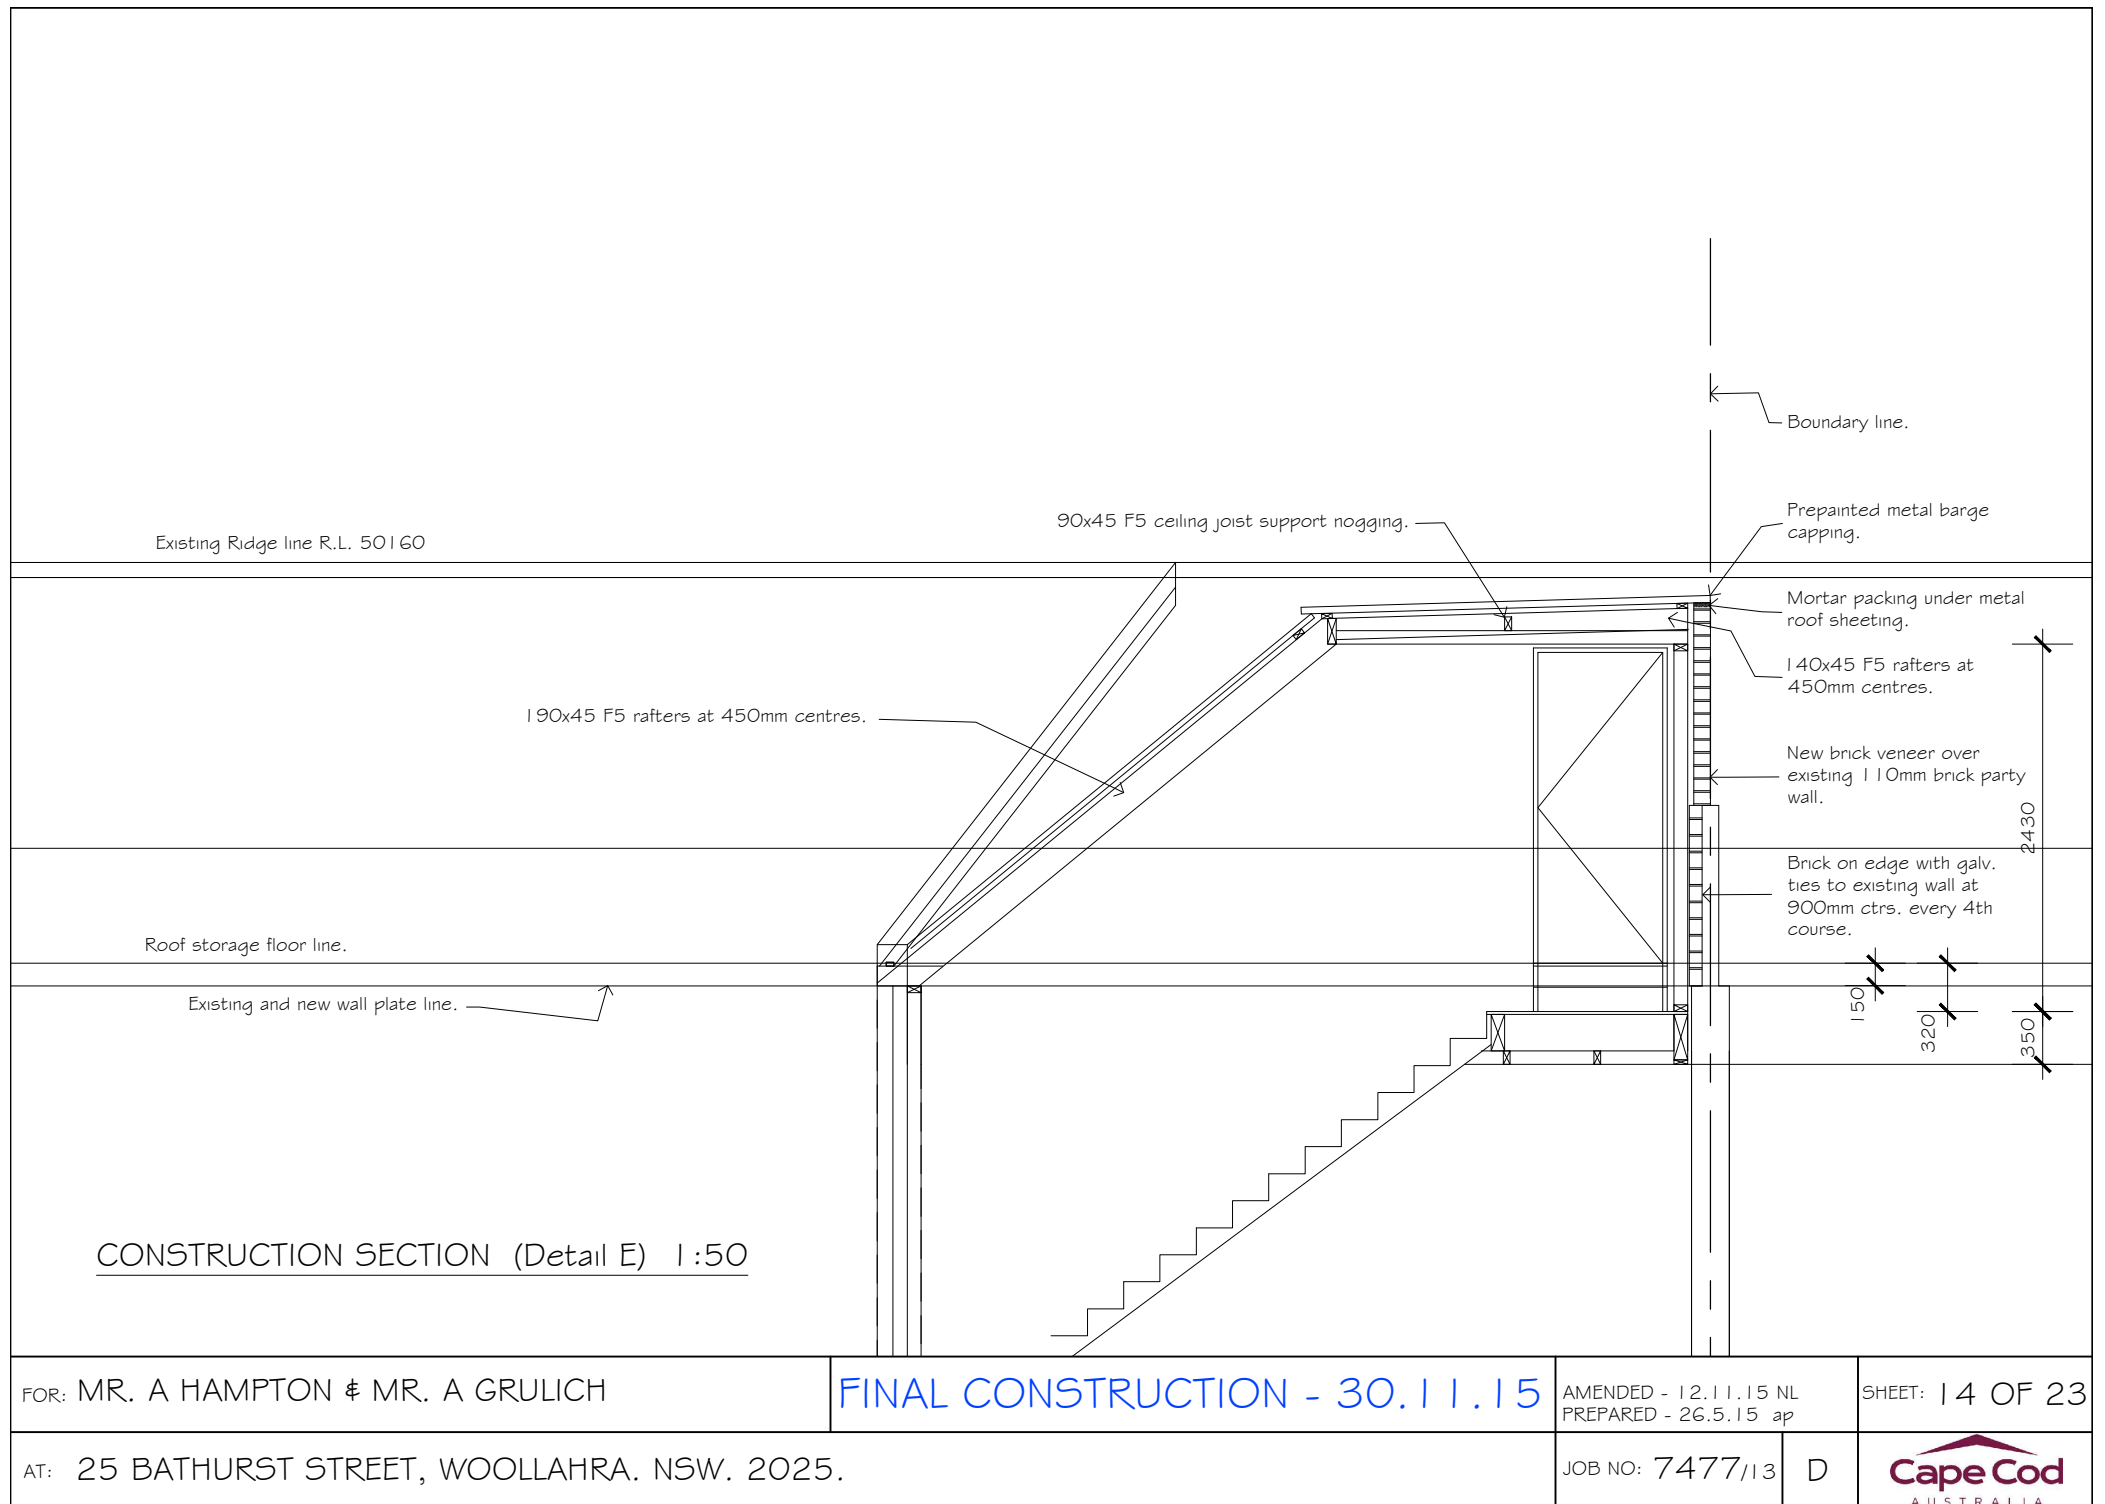 Boundary line.
90x45 F5 ceiling joist support nogging.
Prepainted metal barge
capping.
Existing Ridge line R.L. 50160
Mortar packing under metal
roof sheeting.
140x45 F5 rafters at
450mm centres.
190x45 F5 rafters at 450mm centres.
New brick veneer over
existing 110mm brick party
wall.
2430
Brick on edge with galv.
ties to existing wall at
900mm ctrs. every 4th
course.
Roof storage floor line.
Existing and new wall plate line.
150
320
350
CONSTRUCTION SECTION (Detail E) 1:50
FOR: MR. A HAMPTON & MR. A GRULICH
FINAL CONSTRUCTION - 30.11.15
AMENDED - 12.11.15 NL
PREPARED - 26.5.15 ap
SHEET: 14 OF 23
AT: 25 BATHURST STREET, WOOLLAHRA. NSW. 2025.
JOB NO: 7477/13
D
Cape Cod
AUSTRALIA